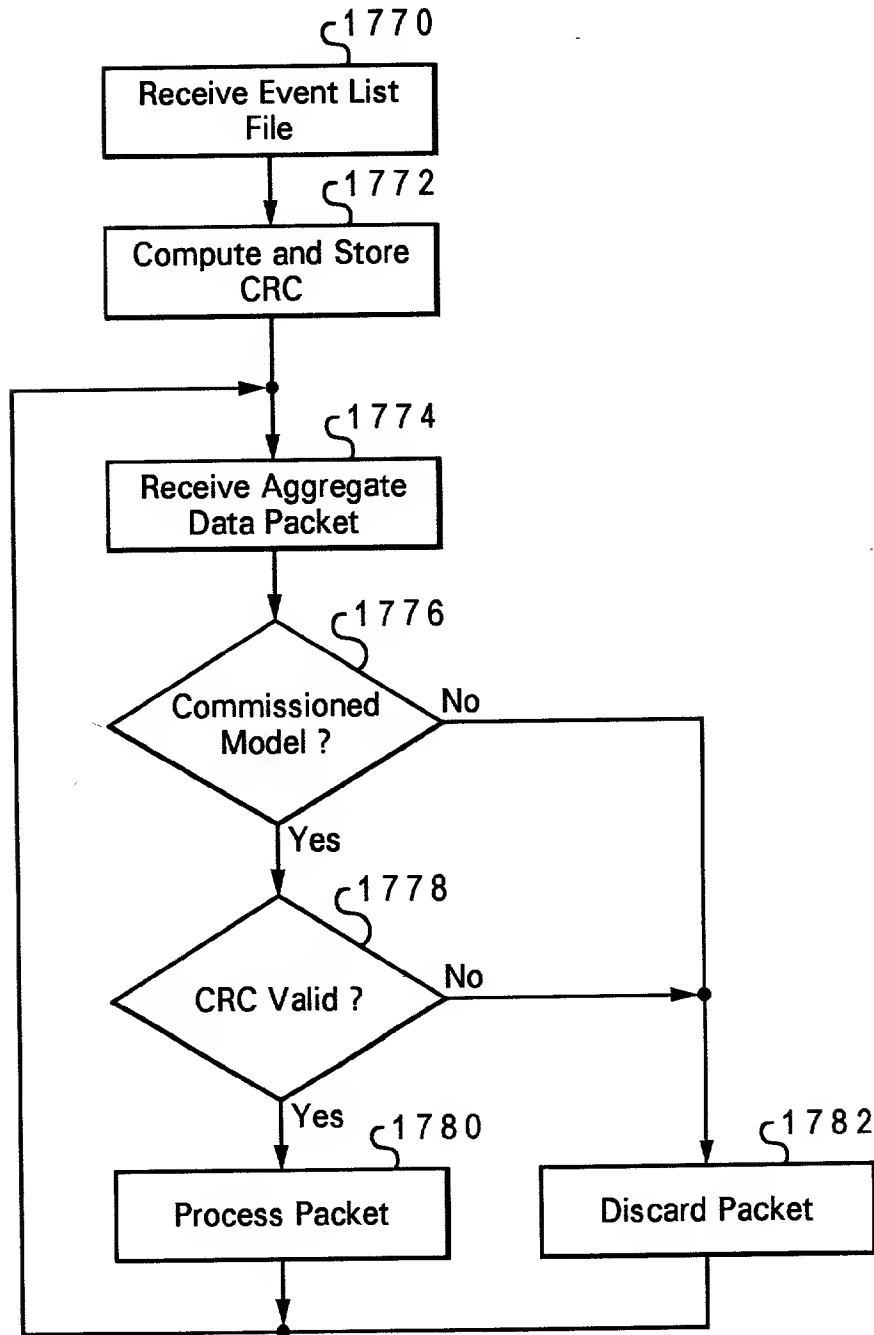 1770
Receive Event List
File
1772
Compute and Store
CRC
1774
Receive Aggregate
Data Packet
1776
Commissioned
Model ?
No
Yes
1778
CRC Valid ?
No
Yes
1780
Process Packet
1782
Discard Packet